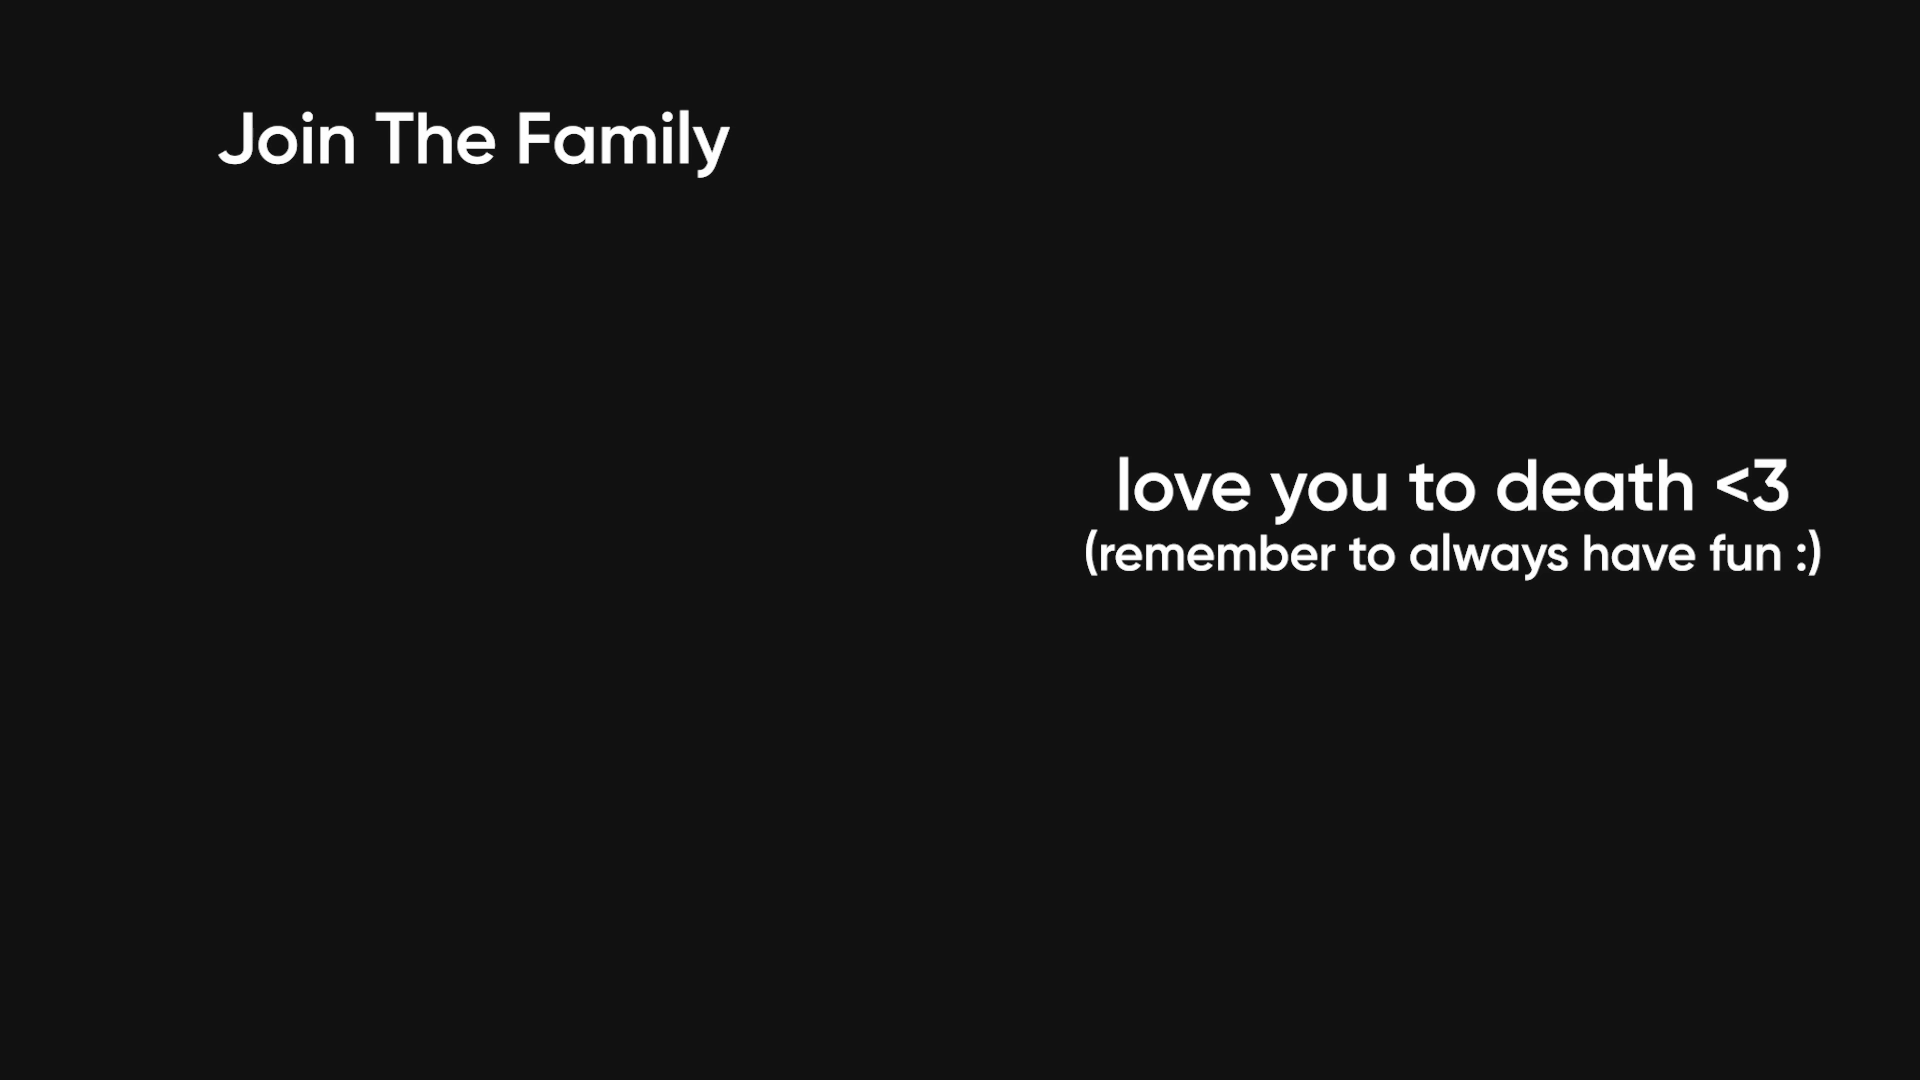 Join The Family
love you to death <3
(remember to always have fun :)